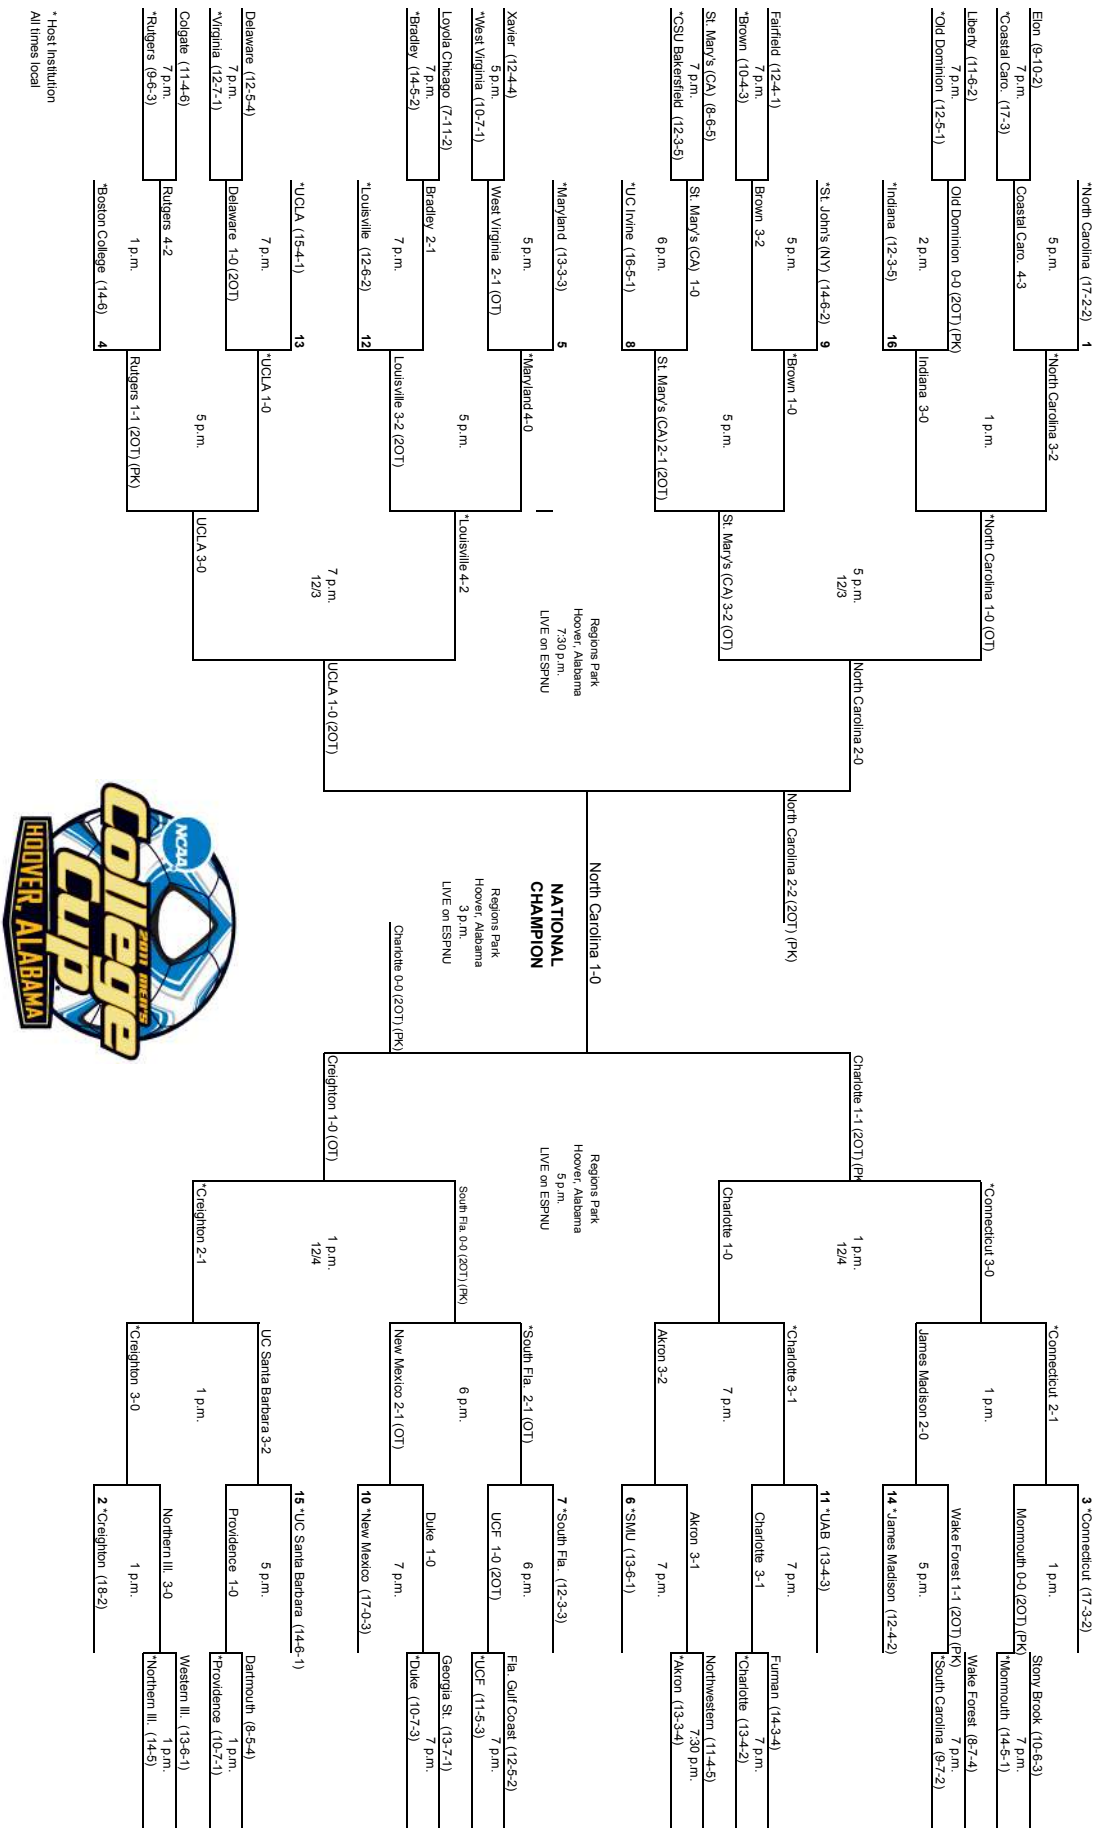 Elon (9-10-2)
7 p.m.
*Coastal Caro. (17-3)
Liberty (11-6-2)
7 p.m.
*Old Dominion (12-5-1)
Fairfield (12-4-1)
7 p.m.
*Brown (10-4-3)
St. Mary's (CA) (8-6-5)
7 p.m.
*CSU Bakersfield (12-3-5)
Xavier (12-4-4)
5 p.m.
*West Virginia (10-7-1)
Loyola Chicago (7-11-2)
7 p.m.
*Bradley (14-5-2)
Delaware (12-5-4)
7 p.m.
*Virginia (12-7-1)
Colgate (11-4-6)
7 p.m.
*Rutgers (9-6-3)
*North Carolina (17-2-2) 1
5 p.m.
Coastal Caro. 4-3
Old Dominion 0-0 (2OT) (PK)
2 p.m.
*Indiana (12-3-5) 16
*St. John's (NY) (14-6-2) 9
5 p.m.
Brown 3-2
St. Mary's (CA) 1-0
6 p.m.
*UC Irvine (16-5-1) 8
*Maryland (13-3-3) 5
5 p.m.
West Virginia 2-1 (OT)
Bradley 2-1
7 p.m.
*Louisville (12-6-2) 12
*UCLA (15-4-1) 13
7 p.m.
Delaware 1-0 (2OT)
Rutgers 4-2
1 p.m.
*Boston College (14-6) 4
*North Carolina 3-2
1 p.m.
Indiana 3-0
*Brown 1-0
5 p.m.
St. Mary's (CA) 2-1 (2OT)
*Maryland 4-0
5 p.m.
Louisville 3-2 (2OT)
*UCLA 1-0
5 p.m.
Rutgers 1-1 (2OT) (PK)
*North Carolina 1-0 (OT)
5 p.m.
12/3
St. Mary's (CA) 3-2 (OT)
*Louisville 4-2
7 p.m.
12/3
UCLA 3-0
North Carolina 2-0
Regions Park
Hoover, Alabama
7:30 p.m.
LIVE on ESPNU
UCLA 1-0 (2OT)
North Carolina 2-2 (2OT) (PK)
North Carolina 1-0
NATIONAL
CHAMPION
Regions Park
Hoover, Alabama
3 p.m.
LIVE on ESPNU
Charlotte 0-0 (2OT) (PK)
Charlotte 1-1 (2OT) (PK
Regions Park
Hoover, Alabama
5 p.m.
LIVE on ESPNU
Creighton 1-0 (OT)
*Connecticut 3-0
1 p.m.
12/4
Charlotte 1-0
South Fla. 0-0 (2OT) (PK)
1 p.m.
12/4
*Creighton 2-1
*Connecticut 2-1
1 p.m.
James Madison 2-0
*Charlotte 3-1
7 p.m.
Akron 3-2
*South Fla. 2-1 (OT)
6 p.m.
New Mexico 2-1 (OT)
UC Santa Barbara 3-2
1 p.m.
*Creighton 3-0
3 *Connecticut (17-3-2)
1 p.m.
Monmouth 0-0 (2OT) (PK)
Wake Forest 1-1 (2OT) (PK)
5 p.m.
14 *James Madison (12-4-2)
11 *UAB (13-4-3)
7 p.m.
Charlotte 3-1
Akron 3-1
7 p.m.
6 *SMU (13-6-1)
7 *South Fla. (12-3-3)
6 p.m.
UCF 1-0 (2OT)
Duke 1-0
7 p.m.
10 *New Mexico (17-0-3)
15 *UC Santa Barbara (14-6-1)
5 p.m.
Providence 1-0
Northern Ill. 3-0
1 p.m.
2 *Creighton (18-2)
Stony Brook (10-6-3)
7 p.m.
*Monmouth (14-5-1)
Wake Forest (8-7-4)
7 p.m.
*South Carolina (9-7-2)
Furman (14-3-4)
7 p.m.
*Charlotte (13-4-2)
Northwestern (11-4-5)
7:30 p.m.
*Akron (13-3-4)
Fla. Gulf Coast (12-5-2)
7 p.m.
*UCF (11-5-3)
Georgia St. (13-7-1)
7 p.m.
*Duke (10-7-3)
Dartmouth (8-5-4)
1 p.m.
*Providence (10-7-1)
Western Ill. (13-6-1)
1 p.m.
*Northern Ill. (14-5)
NCAA
2011 MEN'S
College
Cup
HOOVER, ALABAMA
* Host Institution
All times local